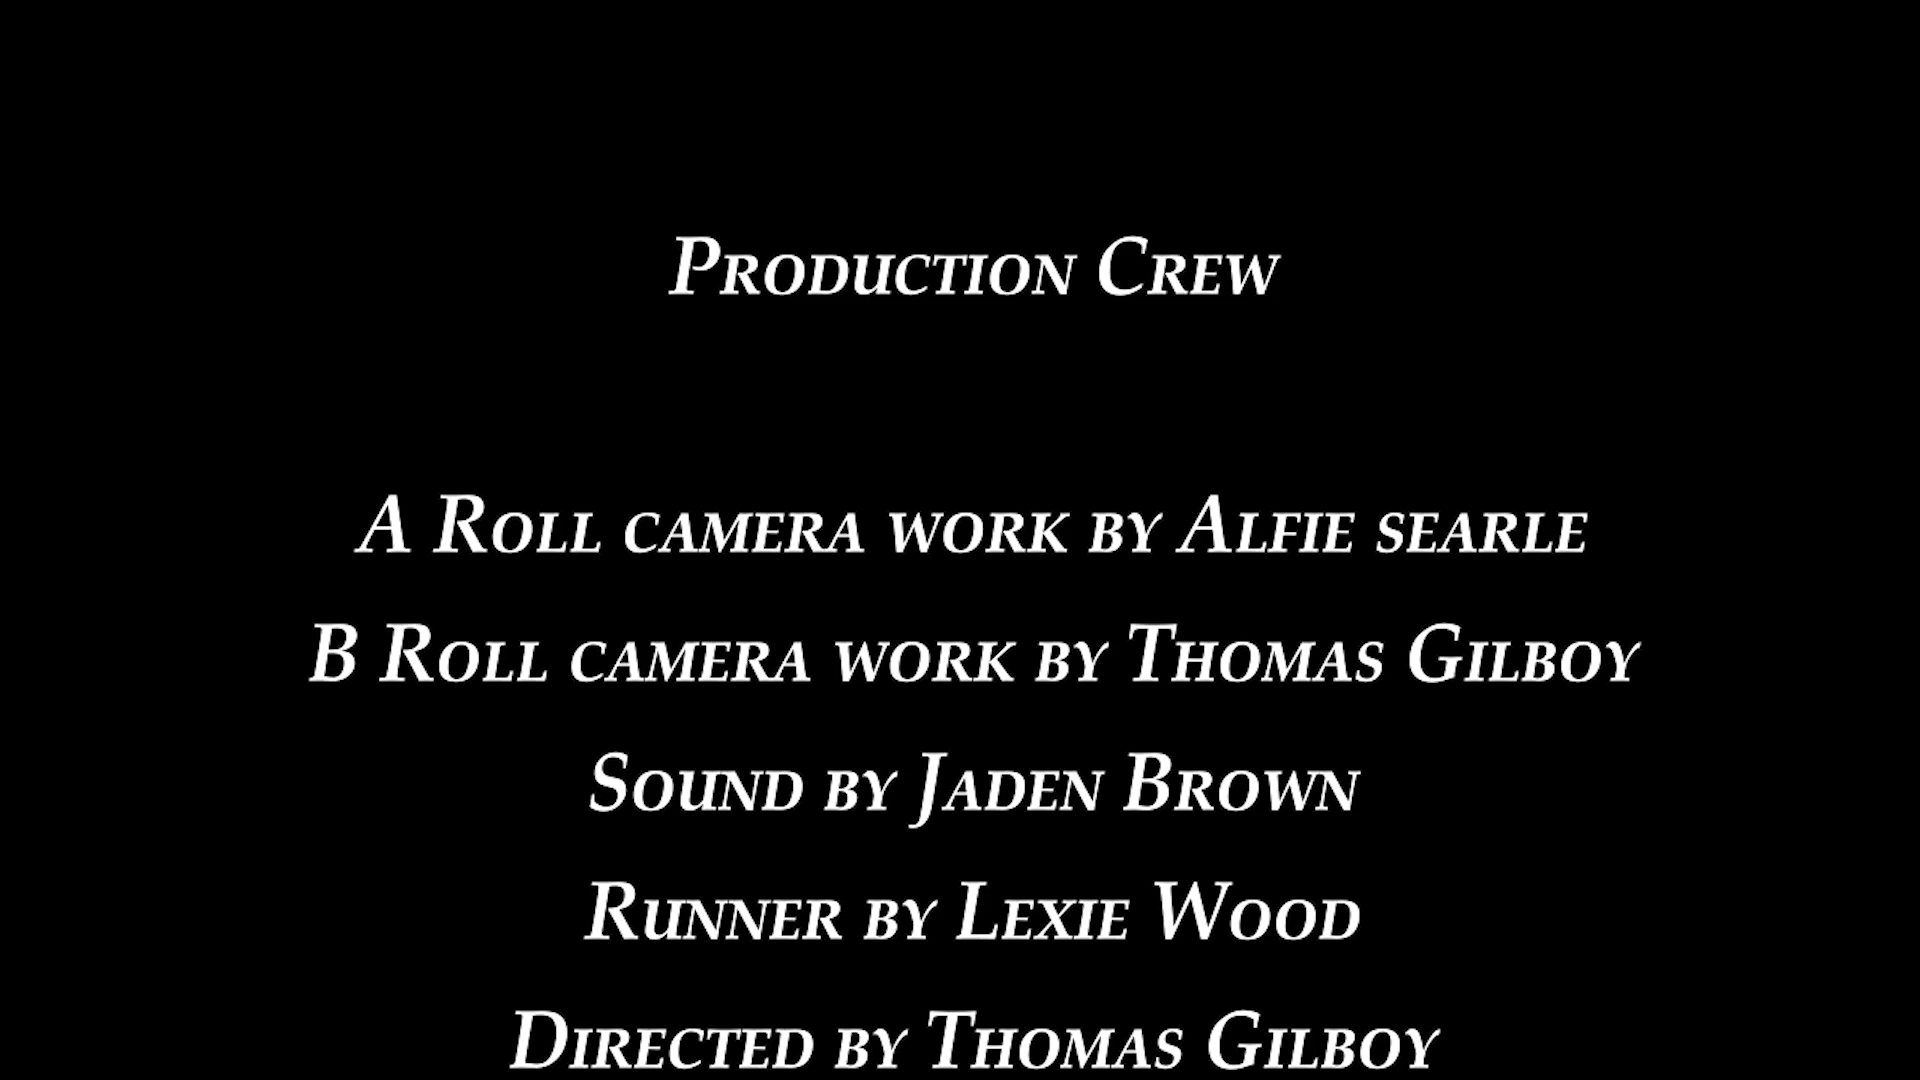 Production Crew
A Roll camera work by Alfie searle
B Roll camera work by Thomas Gilboy
Sound by Jaden Brown
Runner by Lexie Wood
Directed by Thomas Gilboy